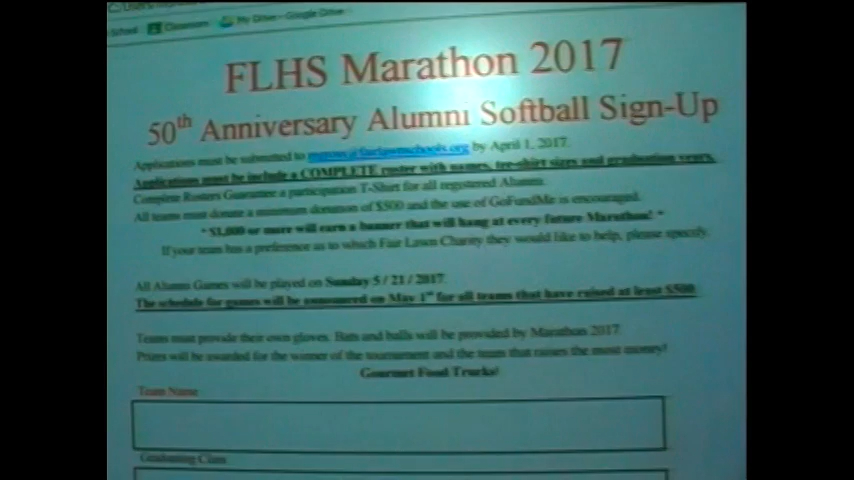 School Classroom My Drive - Google Drive
FLHS Marathon 2017
50th Anniversary Alumni Softball Sign-Up
Applications must be submitted to by April 1, 2017.
Applications must be include a COMPLETE roster with names, tee-shirt sizes and graduation years.
Complete Rosters Guarantee a participation T-Shirt for all registered Alumni.
All teams must donate a minimum donation of $500 and the use of GoFundMe is encouraged.
* $1,000 or more will earn a banner that will hang at every future Marathon! *
If your team has a preference as to which Fair Lawn Charity they would like to help, please specify.
All Alumni Games will be played on Sunday 5 / 21 / 2017.
The schedule for games will be announced on May 1st for all teams that have raised at least $500
Teams must provide their own gloves. Bats and balls will be provided by Marathon 2017
Prizes will be awarded for the winner of the tournament and the team that raises the most money!
Gourmet Food Trucks!
Team Name
Graduating Class